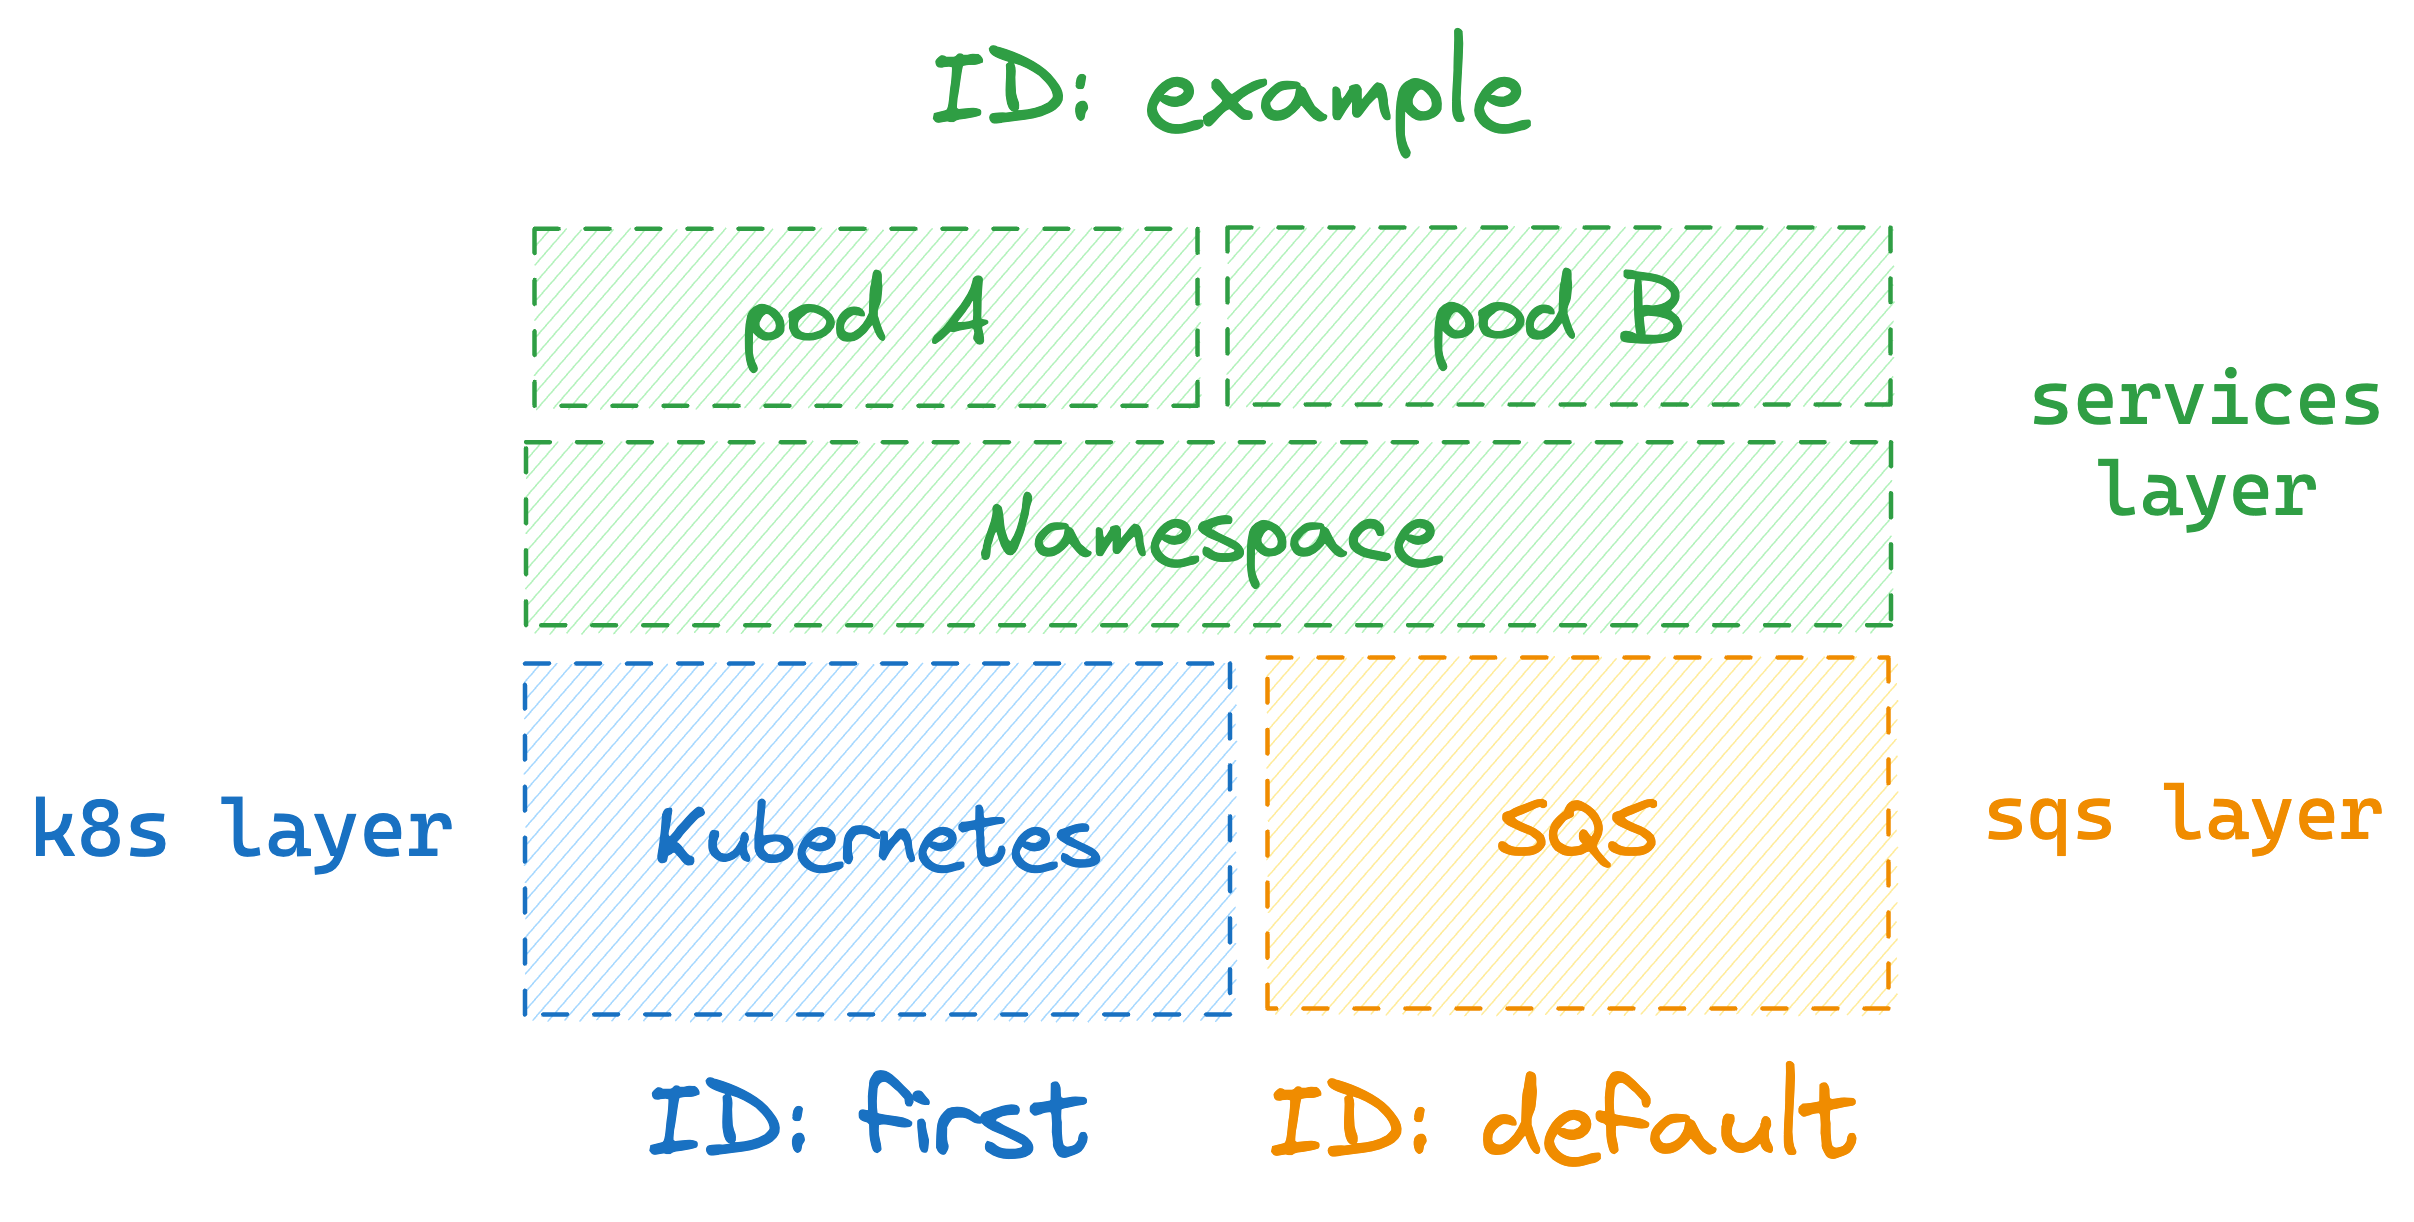 ID: example
pod A
pod B
services
layer
Namespace
k8s layer
Kubernetes
SQS
sqs layer
ID: first
ID: default